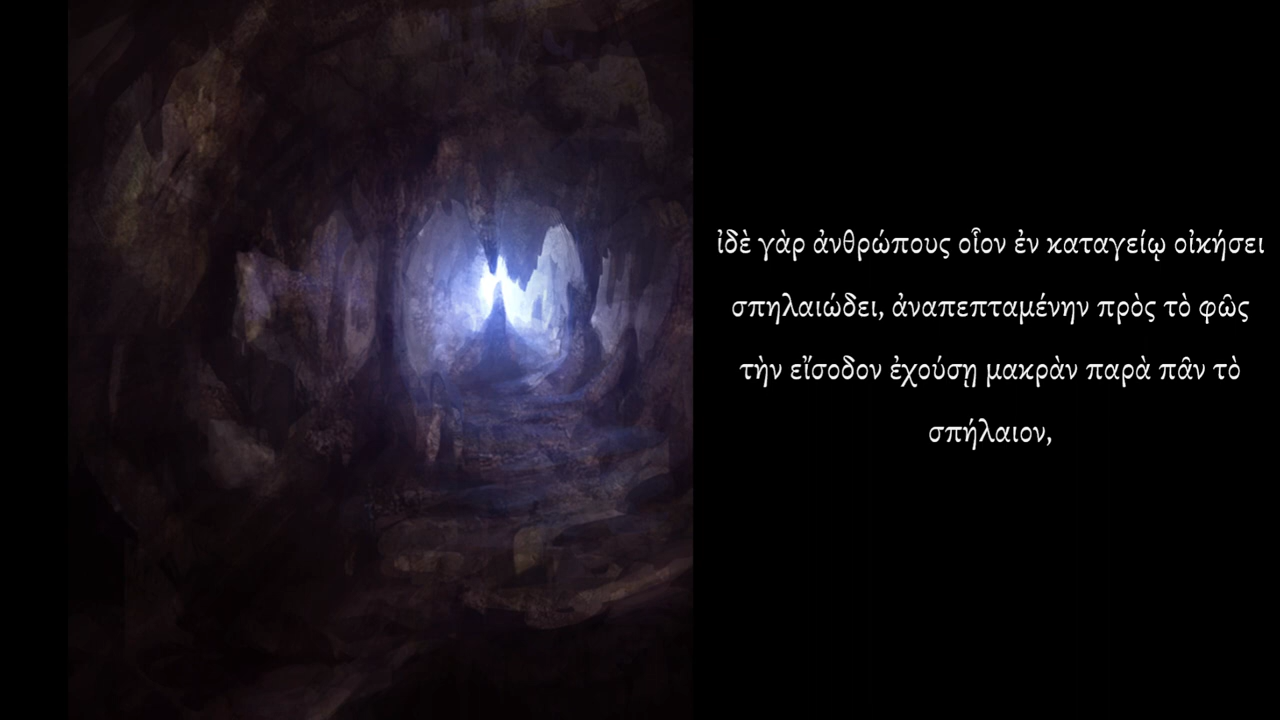 ἰδὲ γὰρ ἀνθρώπους οἷον ἐν καταγείῳ οἰκήσει
σπηλαιώδει, ἀναπεπταμένην πρὸς τὸ φῶς
τὴν εἴσοδον ἐχούσῃ μακρὰν παρὰ πᾶν τὸ
σπήλαιον,